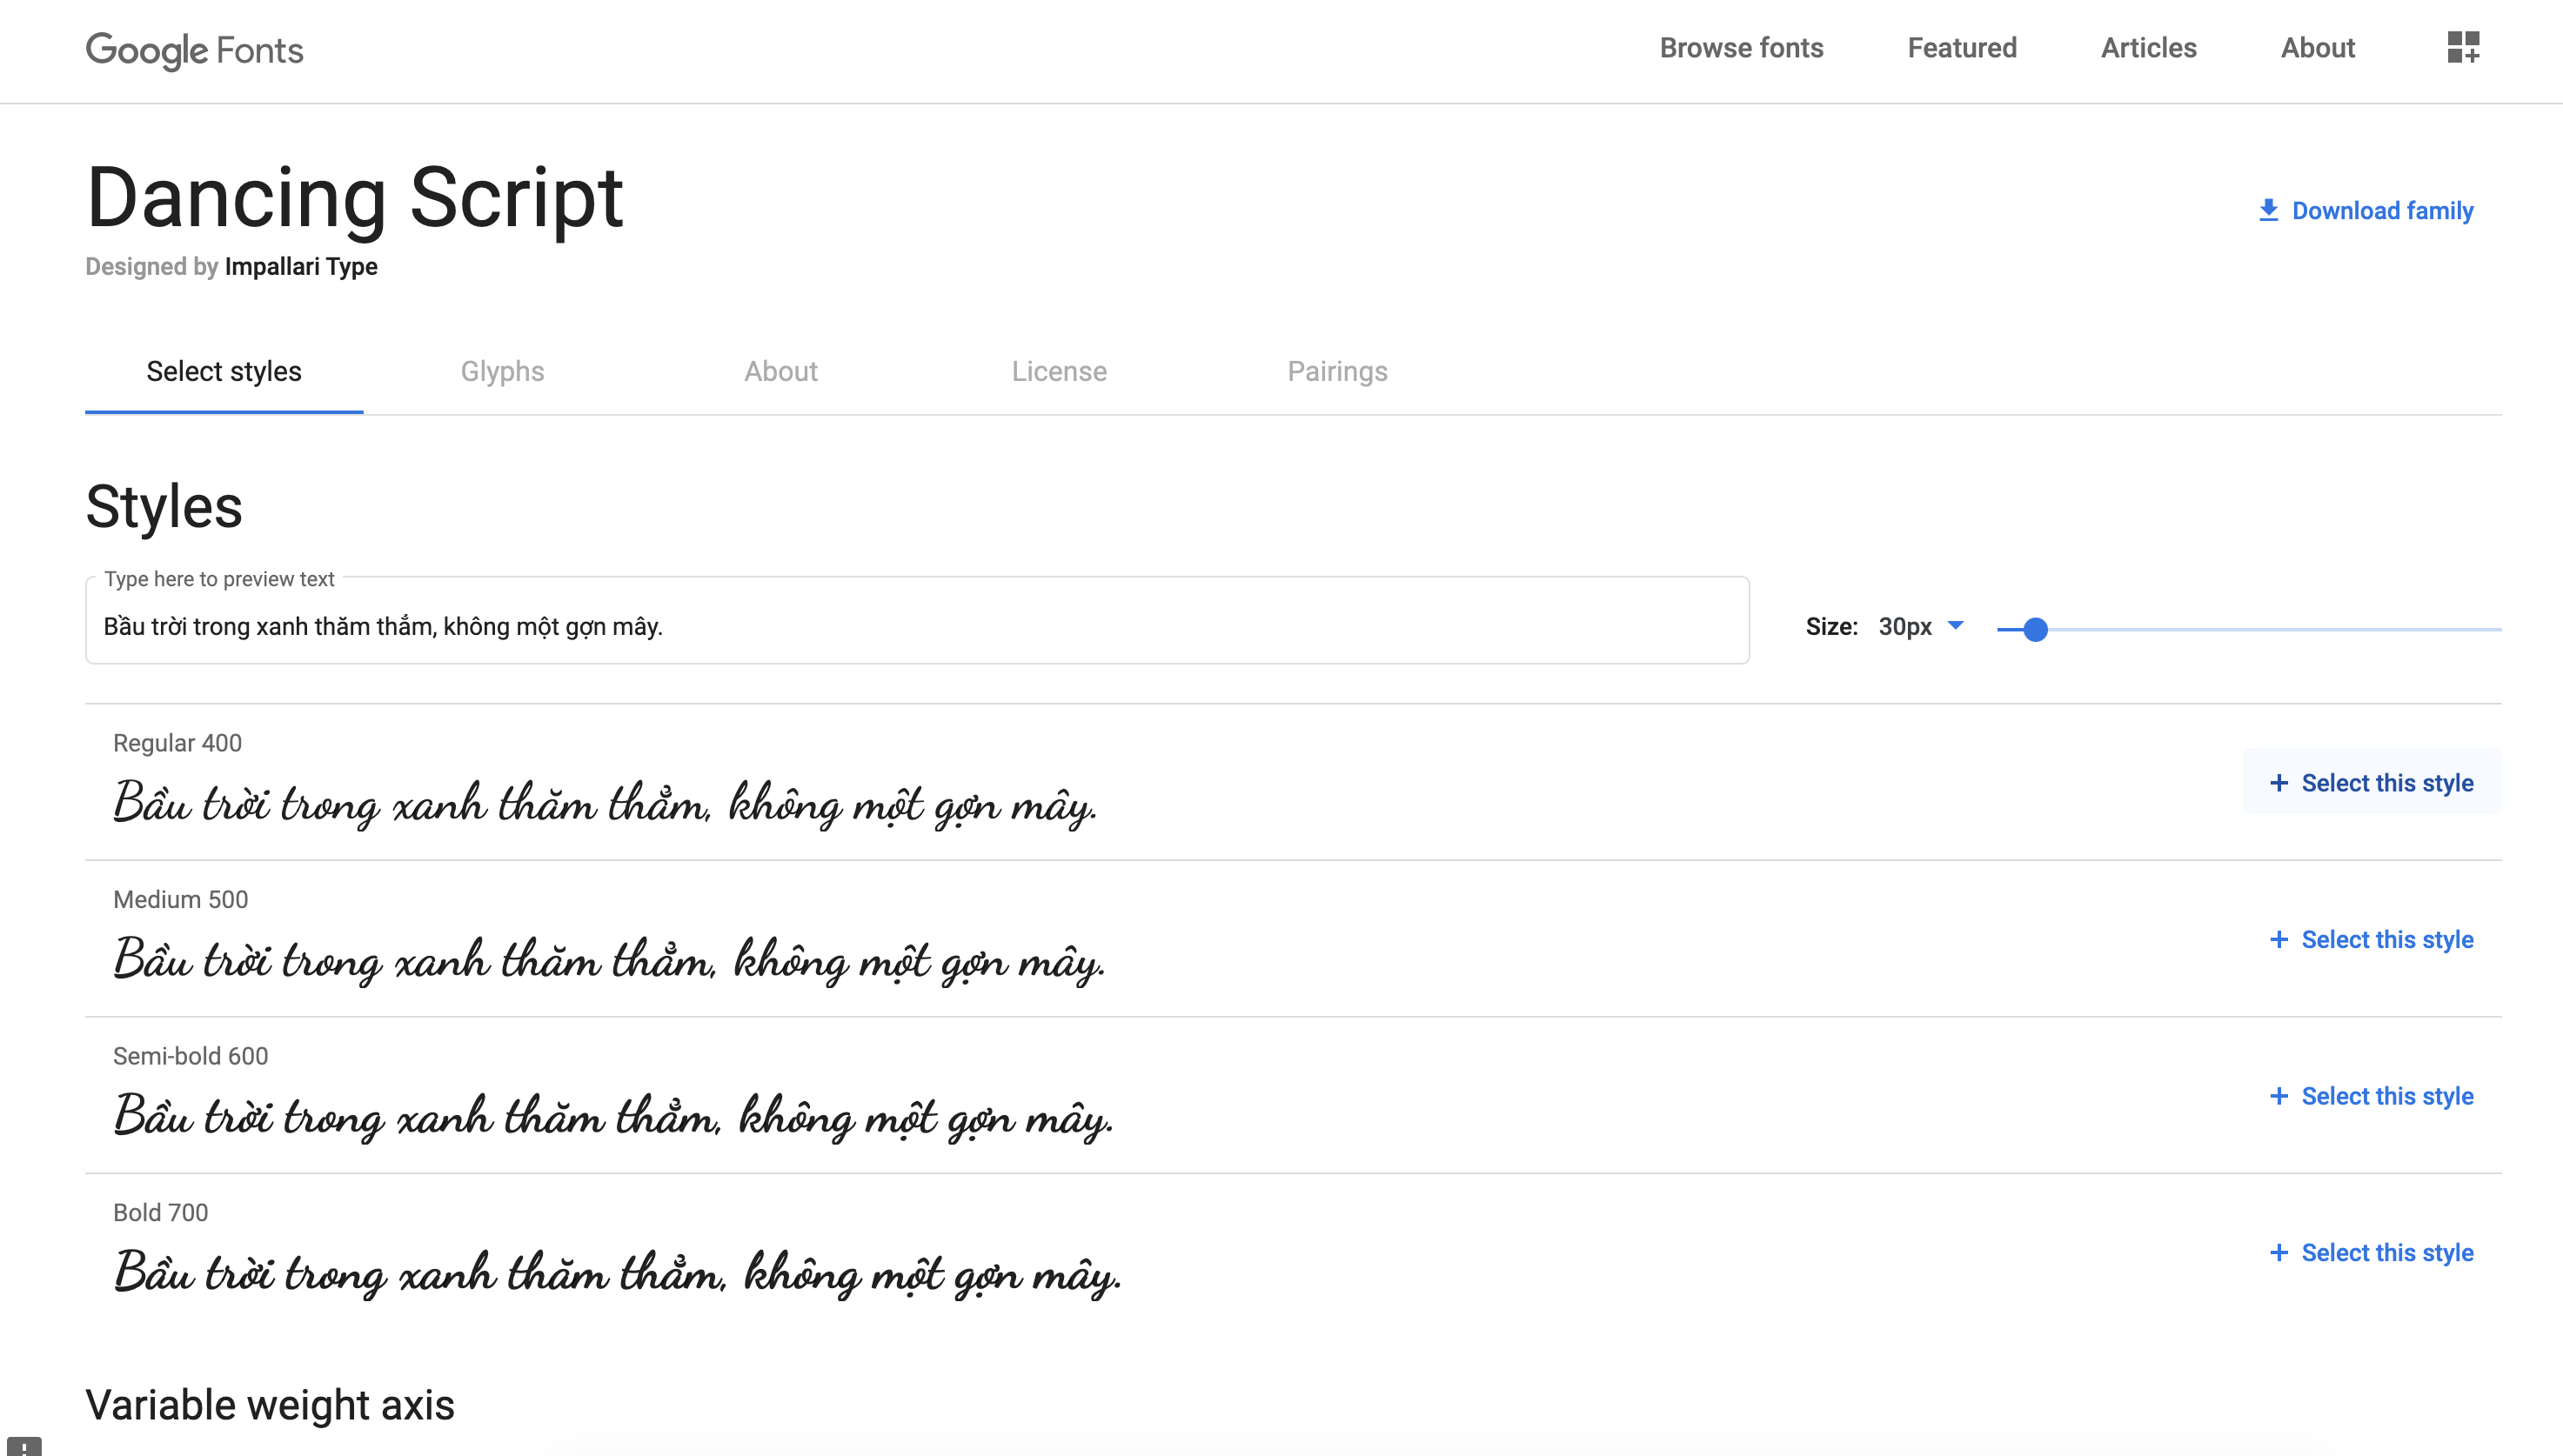 Google Fonts
Browse fonts Featured Articles About
Dancing Script
Download family
Designed by Impallari Type
Select styles Glyphs About License Pairings
Styles
Type here to preview text
Bầu trời trong xanh thăm thẳm, không một gợn mây.
Size: 30px
Regular 400
Bầu trời trong xanh thăm thẳm, không một gợn mây.
+ Select this style
Medium 500
Bầu trời trong xanh thăm thẳm, không một gợn mây.
+ Select this style
Semi-bold 600
Bầu trời trong xanh thăm thẳm, không một gợn mây.
+ Select this style
Bold 700
Bầu trời trong xanh thăm thẳm, không một gợn mây.
+ Select this style
Variable weight axis